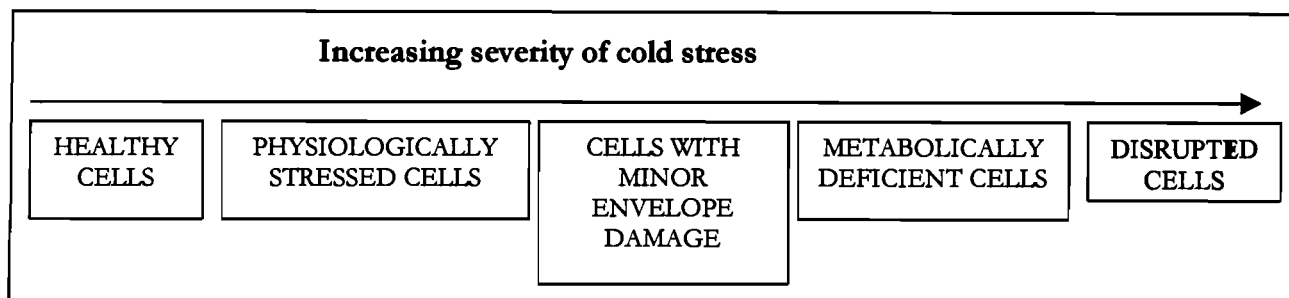 Increasing severity of cold stress
HEALTHY
CELLS
PHYSIOLOGICALLY
STRESSED CELLS
CELLS WITH
MINOR
ENVELOPE
DAMAGE
METABOLICALLY
DEFICIENT CELLS
DISRUPTED
CELLS